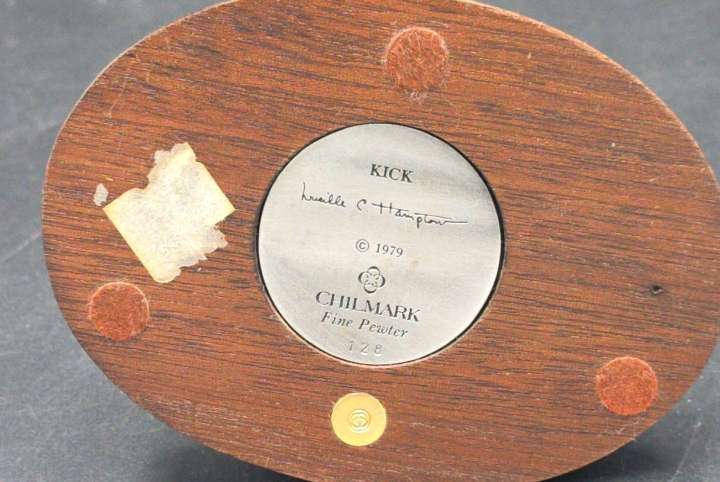 KICK
Lucille C Hampton
© 1979
CHILMARK
Fine Pewter
128